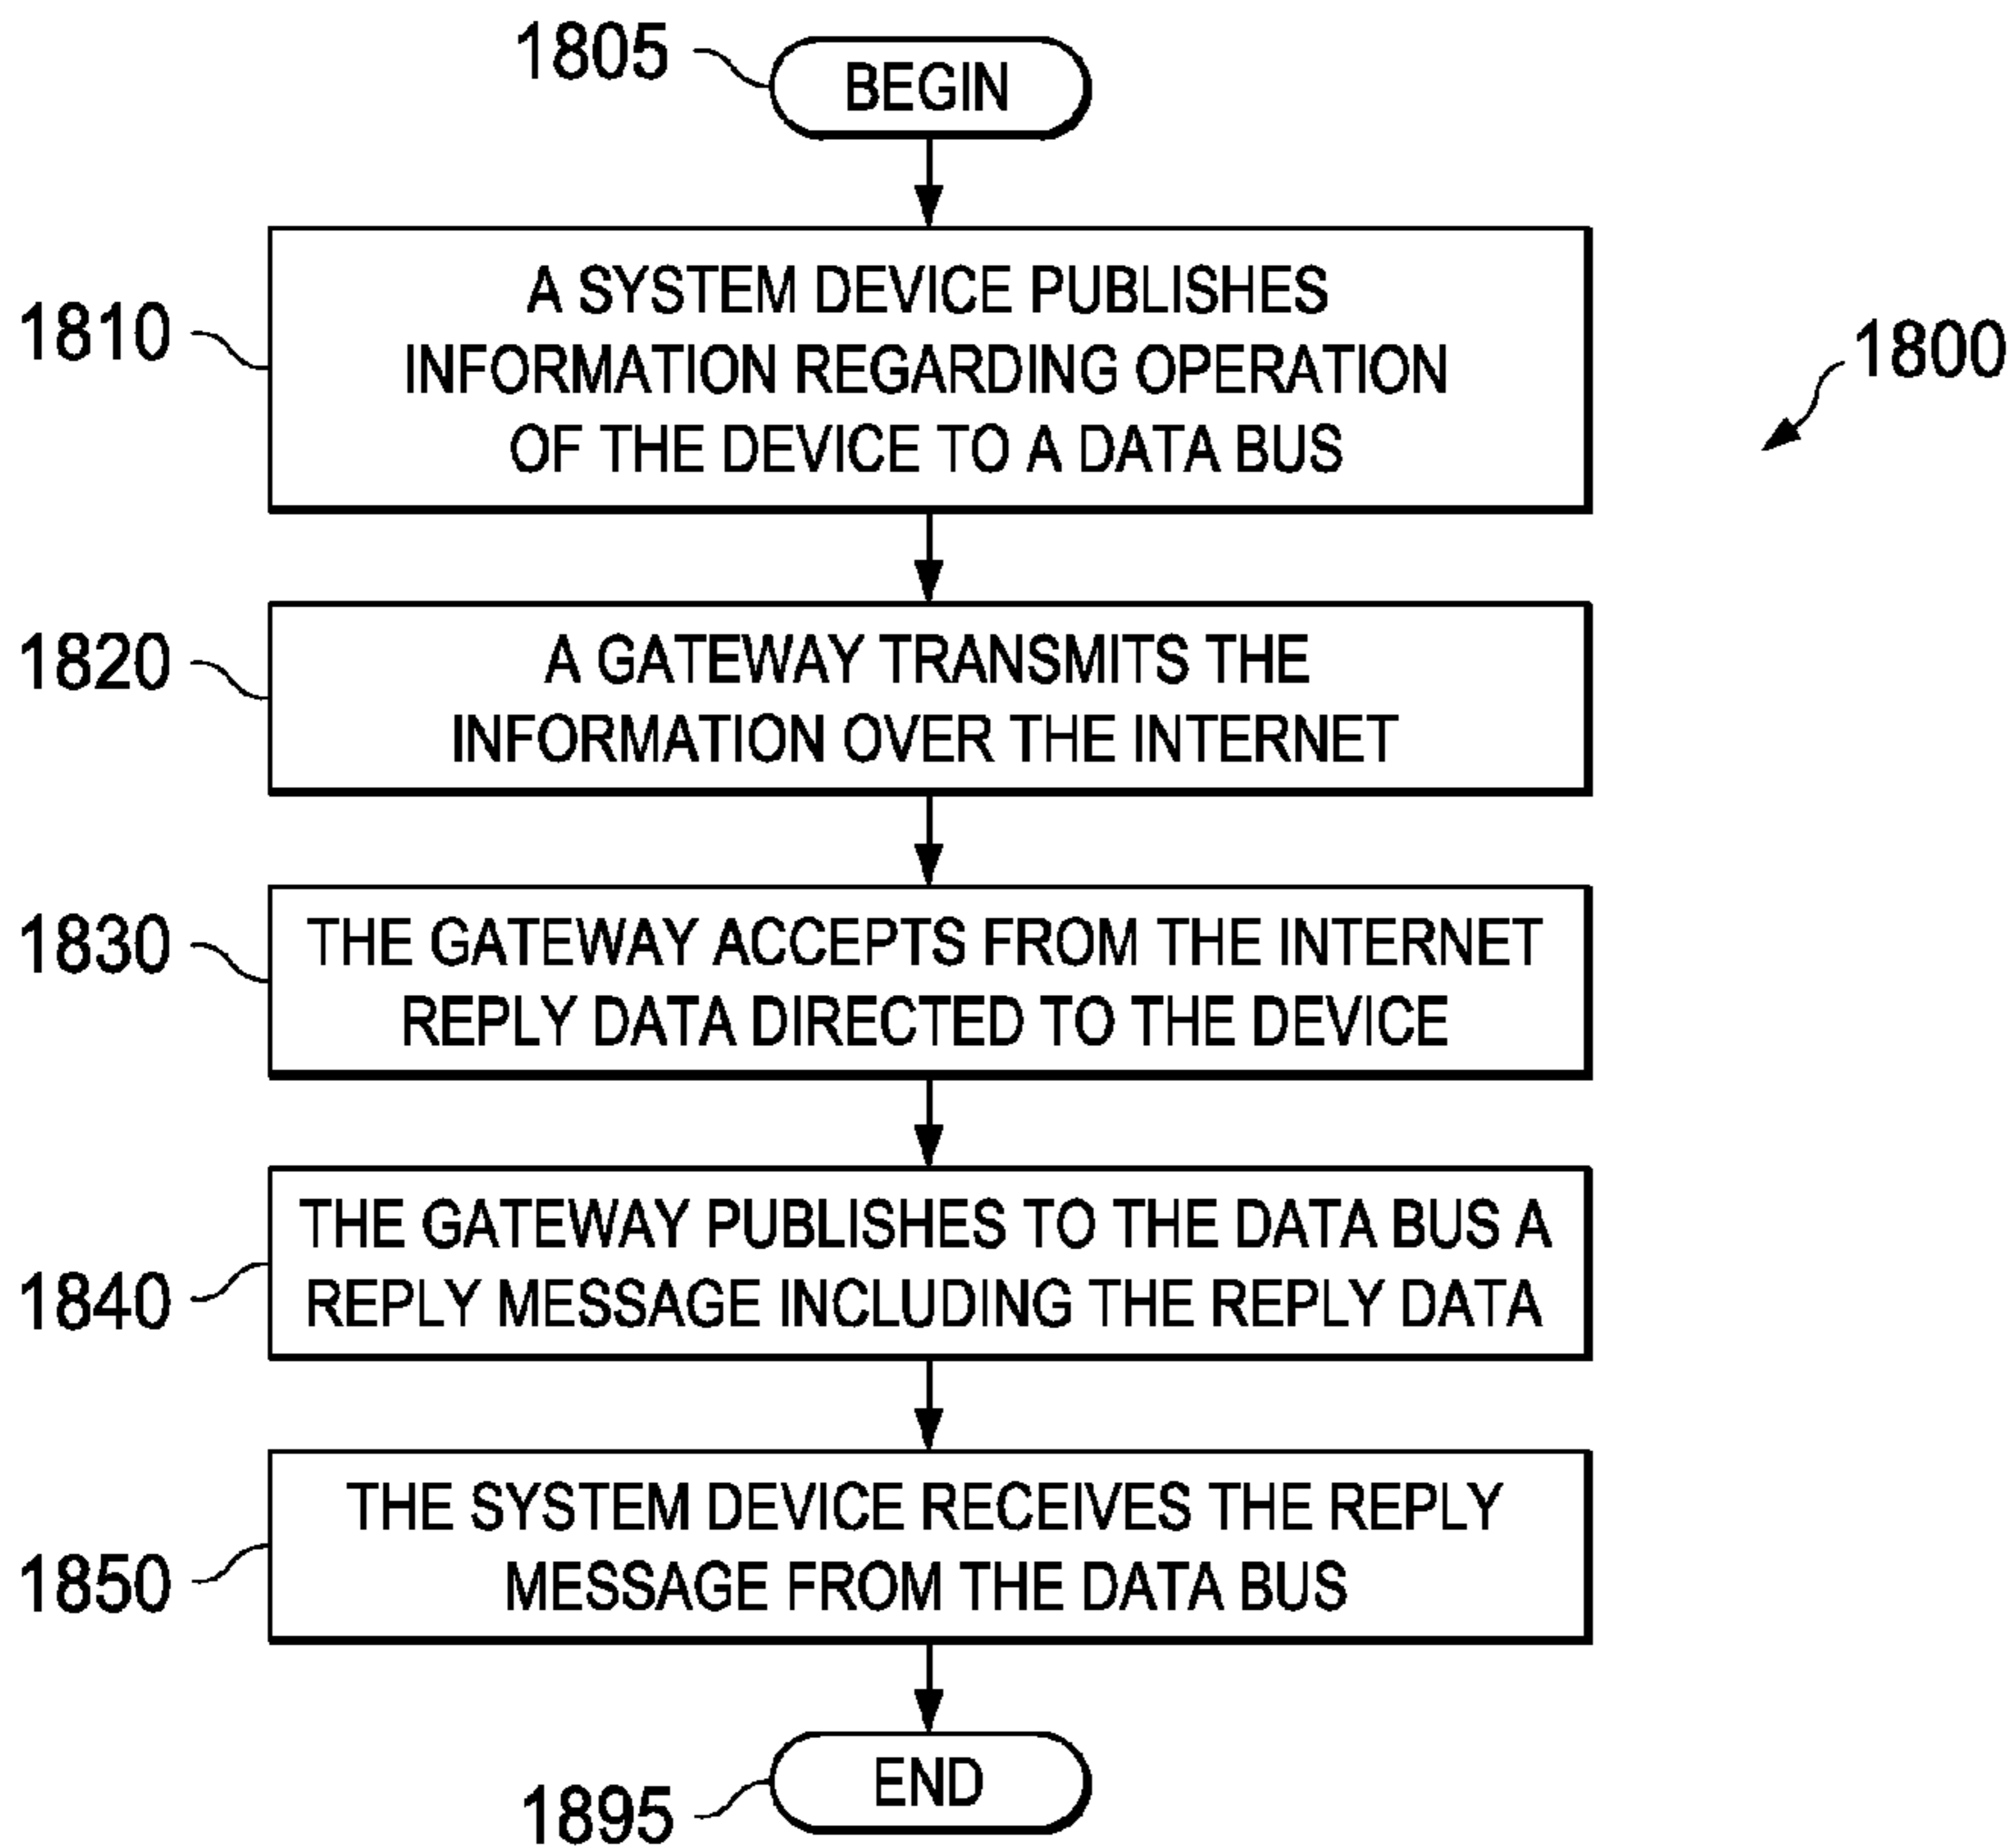 1805
BEGIN
1810
A SYSTEM DEVICE PUBLISHES
INFORMATION REGARDING OPERATION
OF THE DEVICE TO A DATA BUS
1800
1820
A GATEWAY TRANSMITS THE
INFORMATION OVER THE INTERNET
1830
THE GATEWAY ACCEPTS FROM THE INTERNET
REPLY DATA DIRECTED TO THE DEVICE
1840
THE GATEWAY PUBLISHES TO THE DATA BUS A
REPLY MESSAGE INCLUDING THE REPLY DATA
1850
THE SYSTEM DEVICE RECEIVES THE REPLY
MESSAGE FROM THE DATA BUS
1895
END